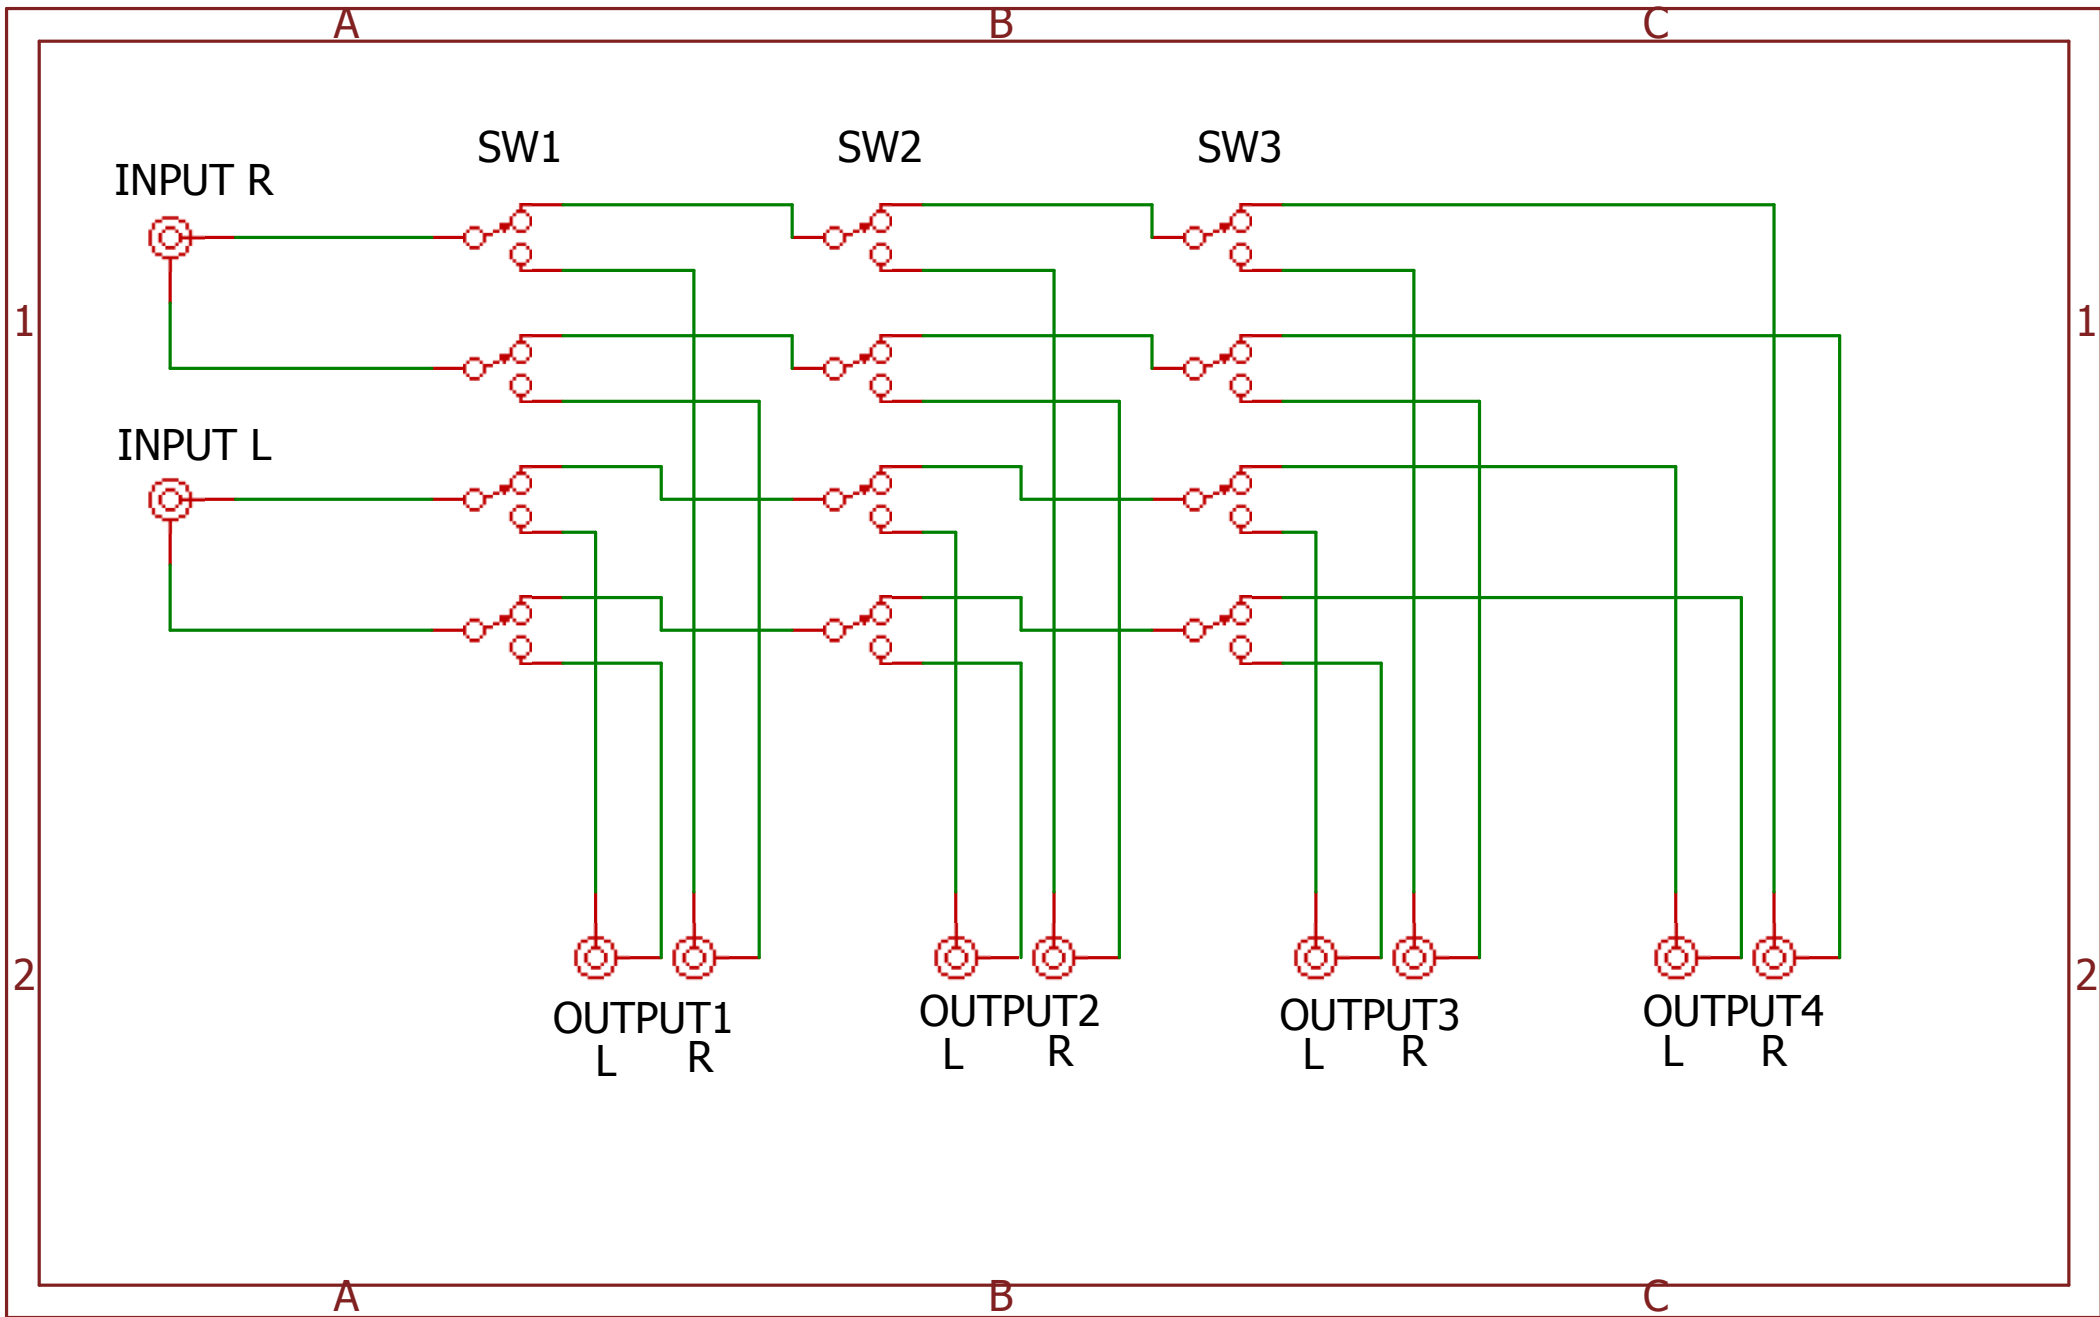 A B C
SW1 SW2 SW3
INPUT R
1 1
INPUT L
2 2
OUTPUT1 OUTPUT2 OUTPUT3 OUTPUT4
L R L R L R L R
A B C